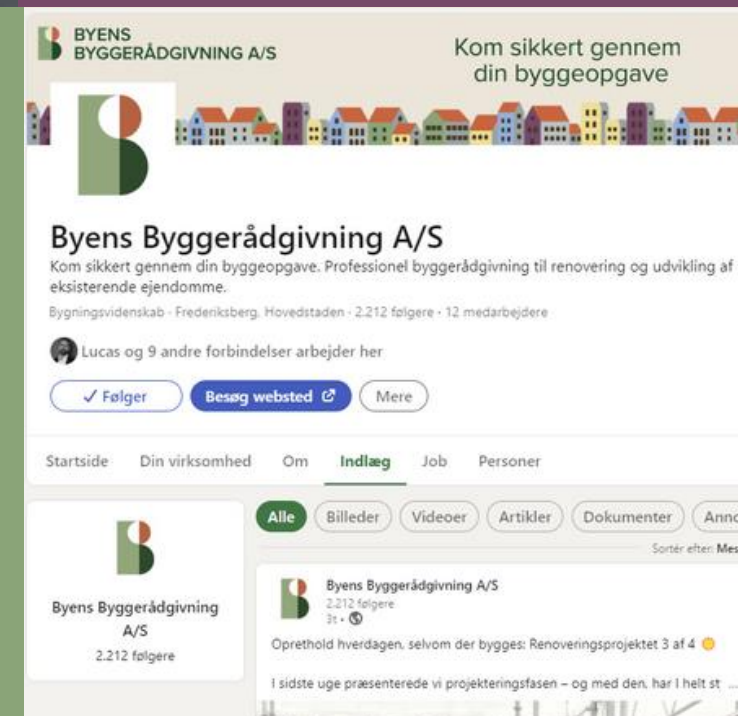 BYENS
BYGGERÅDGIVNING A/S
Kom sikkert gennem
din byggeopgave
Byens Byggerådgivning A/S
Kom sikkert gennem din byggeopgave. Professionel byggerådgivning til renovering og udvikling af
eksisterende ejendomme.
Bygningsvidenskab · Frederiksberg, Hovedstaden · 2.212 følgere · 12 medarbejdere
Lucas og 9 andre forbindelser arbejder her
✓ Følger
Besøg websted
Mere
Startside Din virksomhed Om Indlæg Job Personer
Alle Billeder Videoer Artikler Dokumenter
Sortér efter:
Byens Byggerådgivning
A/S
2.212 følgere
Byens Byggerådgivning A/S
2.212 følgere
3t •
Oprethold hverdagen, selvom der bygges: Renoveringsprojektet 3 af 4
I sidste uge præsenterede vi projekteringsfasen – og med den, har I helt st ...